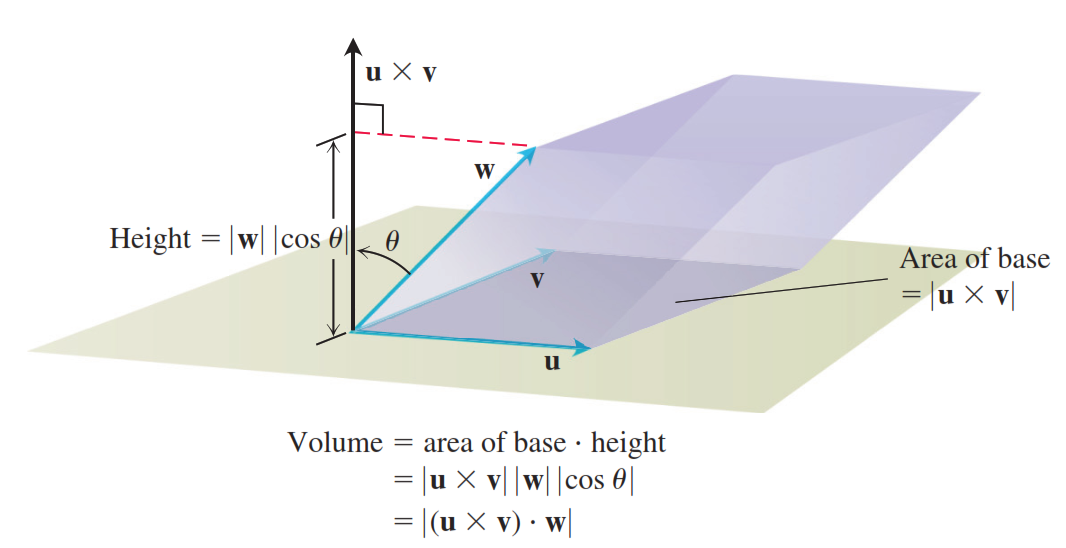 u × v
w
Height = |w| |cos θ|
θ
v
Area of base
= |u × v|
u
Volume = area of base · height
= |u × v| |w| |cos θ|
= |(u × v) · w|